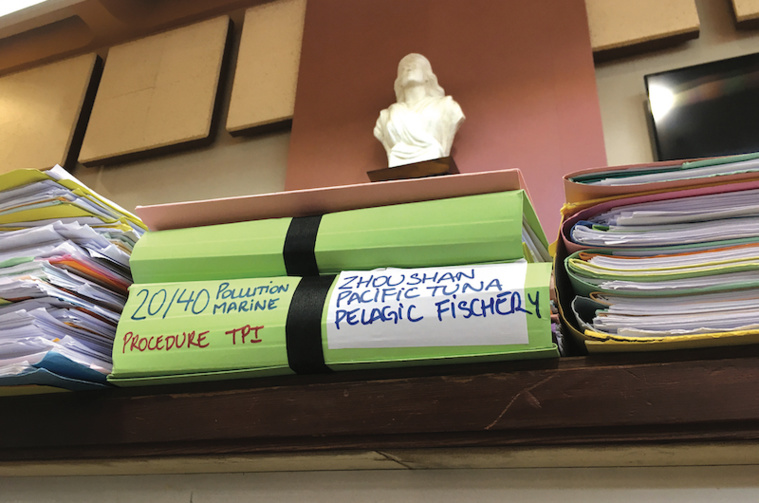 20/40 POLLUTION
MARINE
PROCEDURE TPI
ZHOUSHAN
PACIFIC TUNA
PELAGIC FISCHERY